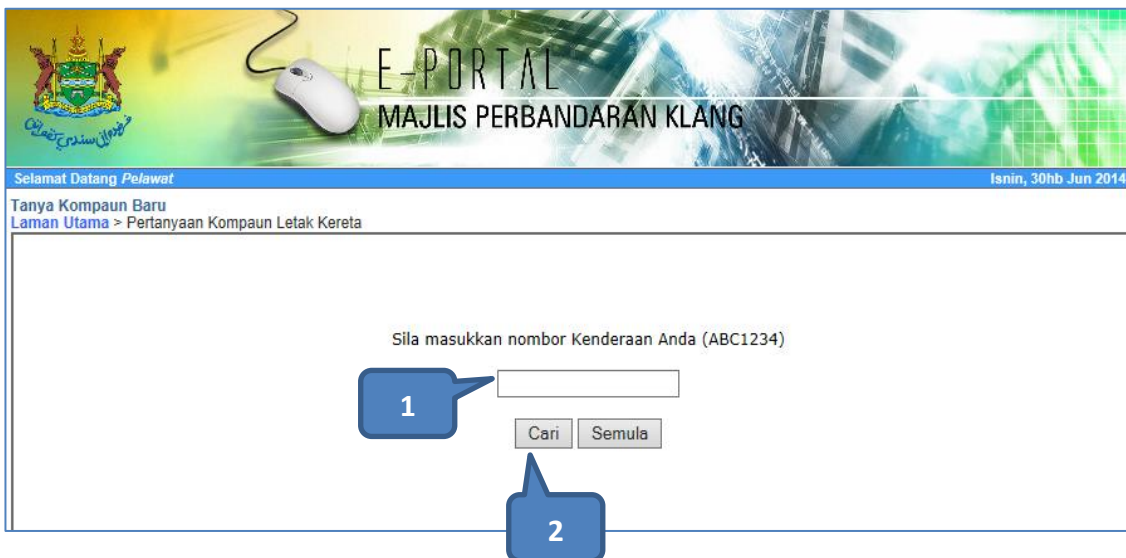 E-PORTAL
MAJLIS PERBANDARAN KLANG
Selamat Datang Pelawat
Isnin, 30hb Jun 2014
Tanya Kompaun Baru
Laman Utama > Pertanyaan Kompaun Letak Kereta
Sila masukkan nombor Kenderaan Anda (ABC1234)
1
Cari Semula
2